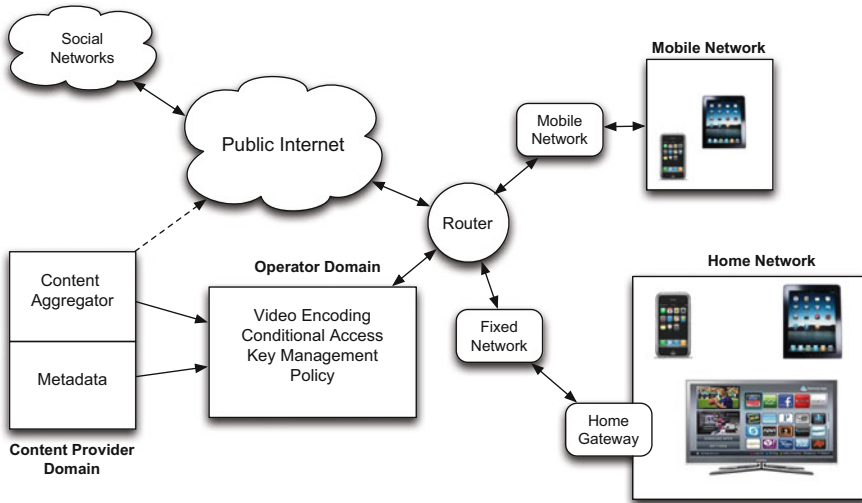 Social
Networks
Public Internet
Mobile Network
Mobile
Network
Router
Content
Aggregator
Metadata
Content Provider
Domain
Operator Domain
Video Encoding
Conditional Access
Key Management
Policy
Fixed
Network
Home Network
Home
Gateway